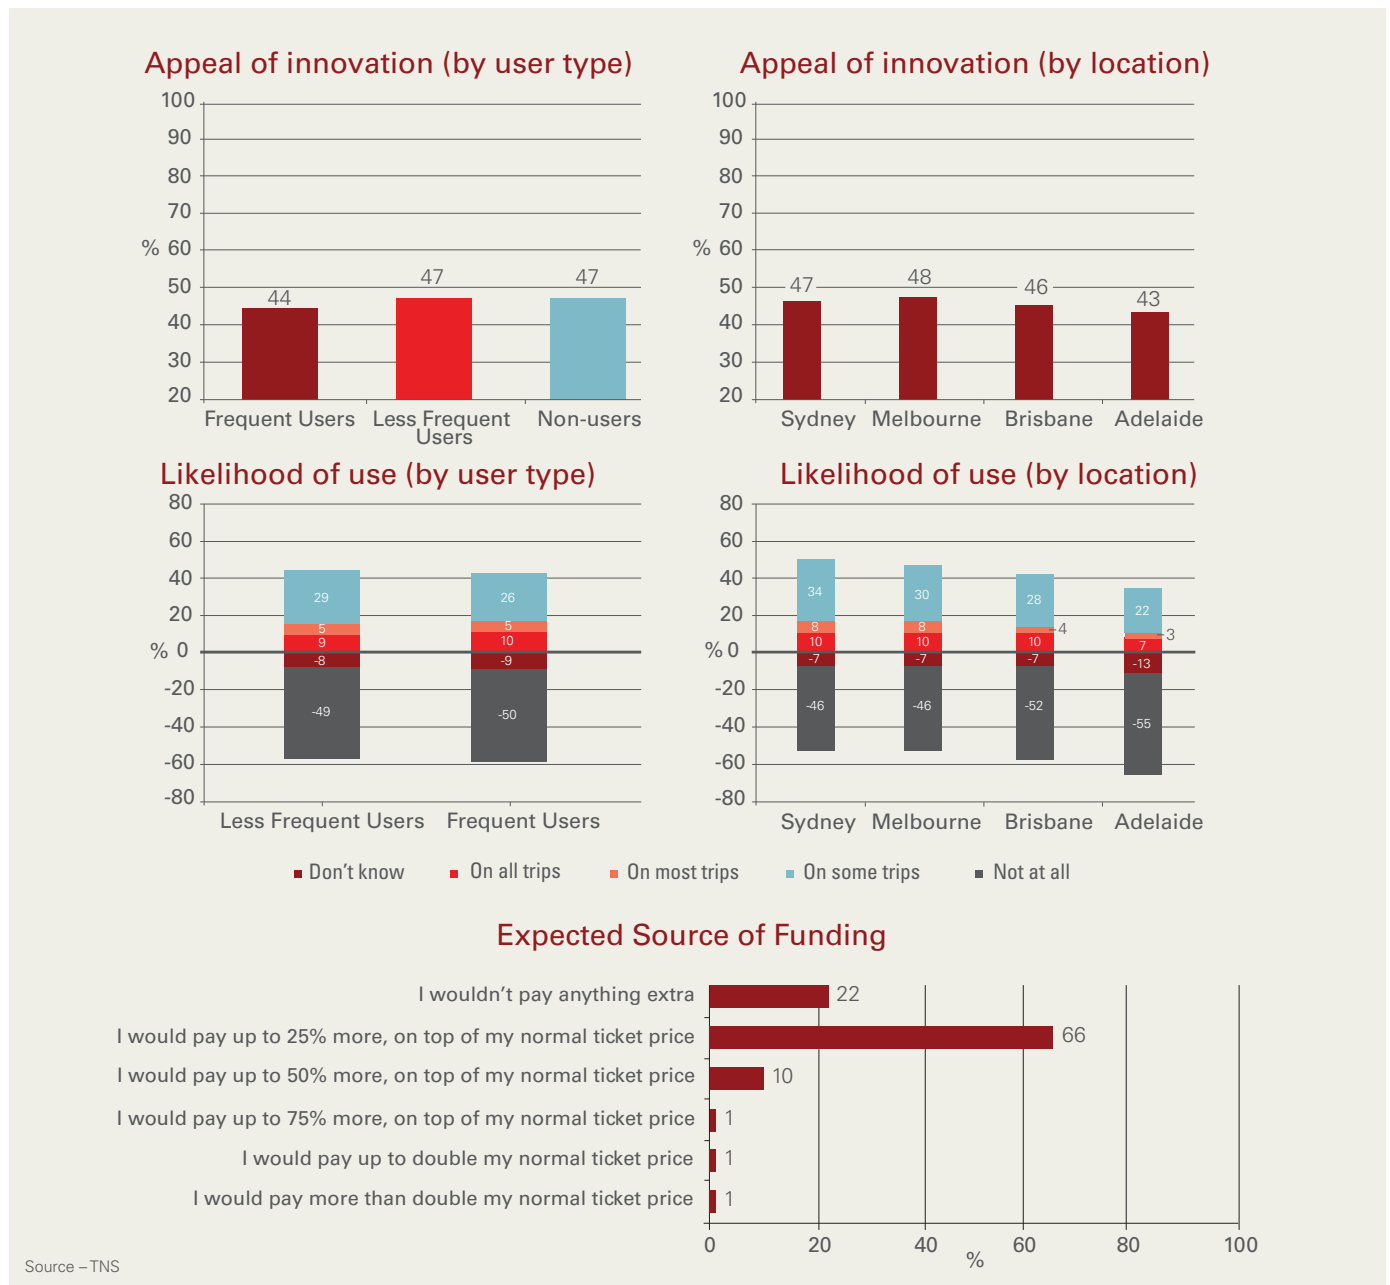 Appeal of innovation (by user type)
100
90
80
70
% 60
50
40
30
20
44
47
47
Frequent Users
Less Frequent
Users
Non-users
Appeal of innovation (by location)
100
90
80
70
% 60
50
40
30
20
47
48
46
43
Sydney
Melbourne
Brisbane
Adelaide
Likelihood of use (by user type)
80
60
40
20
% 0
-20
-40
-60
-80
29
5
9
-8
-49
26
5
10
-9
-50
Less Frequent Users
Frequent Users
Likelihood of use (by location)
80
60
40
20
% 0
-20
-40
-60
-80
34
8
10
-7
-46
30
8
10
-7
-46
28
4
10
-7
-52
22
3
7
-13
-55
Sydney
Melbourne
Brisbane
Adelaide
Don't know
On all trips
On most trips
On some trips
Not at all
Expected Source of Funding
I wouldn't pay anything extra 22
I would pay up to 25% more, on top of my normal ticket price 66
I would pay up to 50% more, on top of my normal ticket price 10
I would pay up to 75% more, on top of my normal ticket price 1
I would pay up to double my normal ticket price 1
I would pay more than double my normal ticket price 1
0 20 40 60 80 100
%
Source – TNS